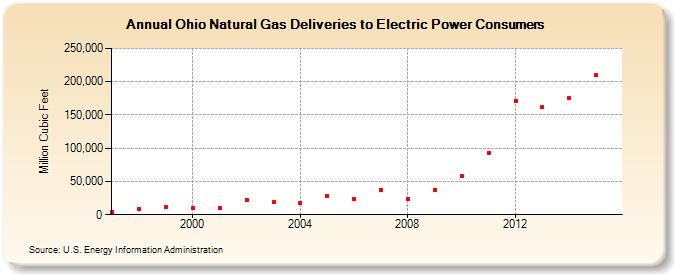 Annual Ohio Natural Gas Deliveries to Electric Power Consumers
Million Cubic Feet
250,000
200,000
150,000
100,000
50,000
0
2000 2004 2008 2012
Source: U.S. Energy Information Administration